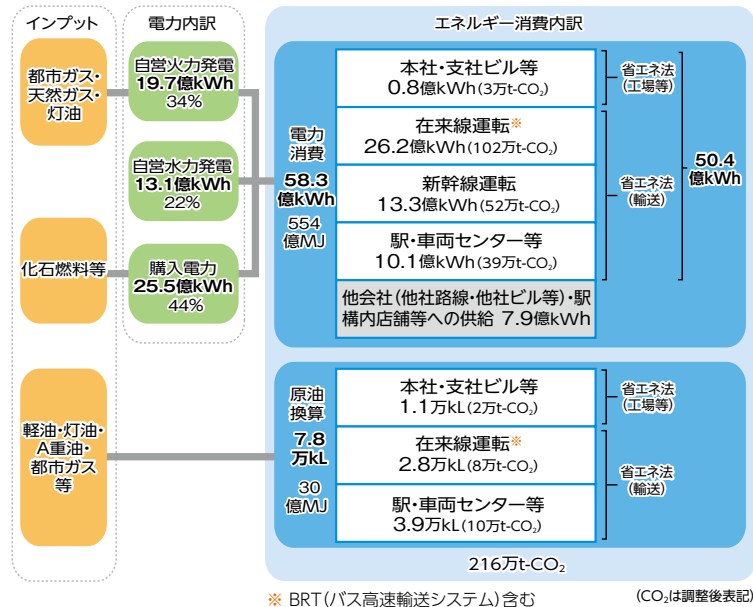 インプット
電力内訳
エネルギー消費内訳
都市ガス・
天然ガス・
灯油
自営火力発電
19.7億kWh
34%
自営水力発電
13.1億kWh
22%
化石燃料等
購入電力
25.5億kWh
44%
電力
消費
58.3
億kWh
554
億MJ
本社・支社ビル等
0.8億kWh(3万t-CO₂)
在来線運転※
26.2億kWh(102万t-CO₂)
新幹線運転
13.3億kWh(52万t-CO₂)
駅・車両センター等
10.1億kWh(39万t-CO₂)
他会社(他社路線・他社ビル等)・駅
構内店舗等への供給 7.9億kWh
省エネ法
(工場等)
省エネ法
(輸送)
50.4
億kWh
軽油・灯油・
A重油・
都市ガス
等
原油
換算
7.8
万kL
30
億MJ
本社・支社ビル等
1.1万kL(2万t-CO₂)
在来線運転※
2.8万kL(8万t-CO₂)
駅・車両センター等
3.9万kL(10万t-CO₂)
省エネ法
(工場等)
省エネ法
(輸送)
216万t-CO₂
※ BRT(バス高速輸送システム)含む
(CO₂は調整後表記)